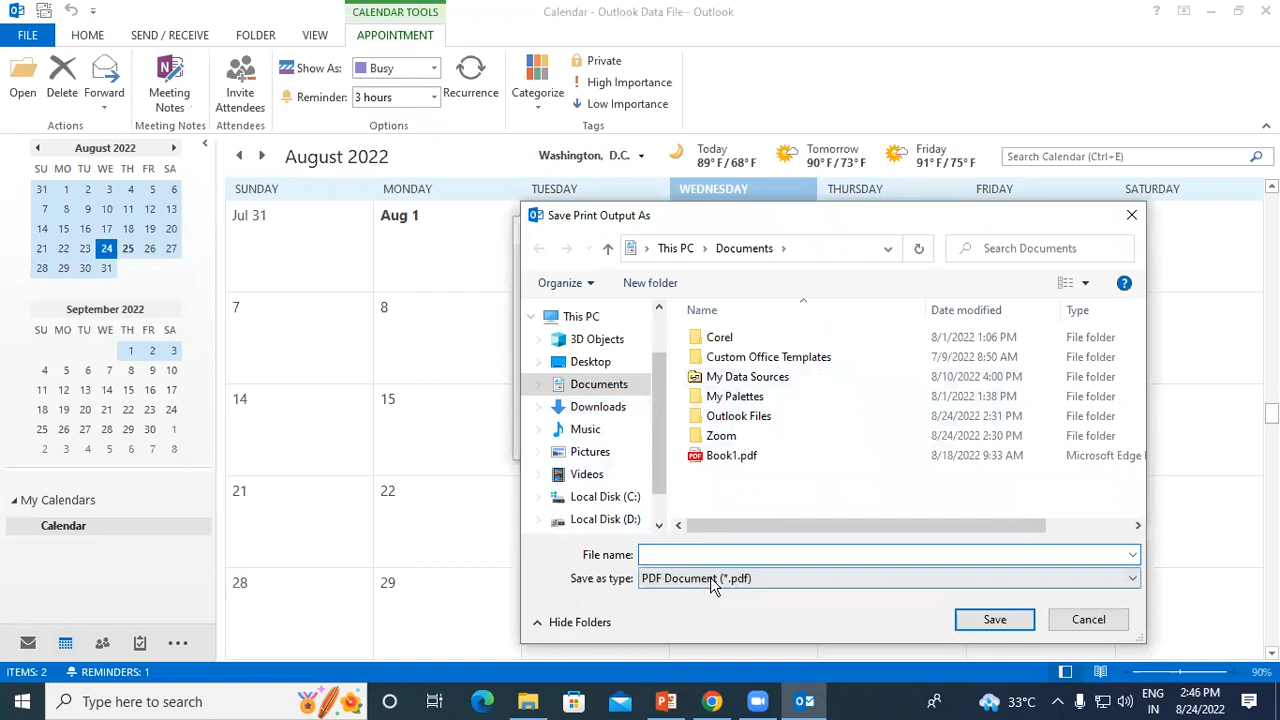 CALENDAR TOOLS
Calendar - Outlook Data File - Outlook
?
FILE HOME SEND / RECEIVE FOLDER VIEW APPOINTMENT
Open Delete Forward
Actions
Meeting Notes
Meeting Notes
Invite Attendees
Attendees
Show As: Busy
Reminder: 3 hours
Recurrence
Options
Categorize
Private
High Importance
Low Importance
Tags
August 2022
SU MO TU WE TH FR SA
31 1 2 3 4 5 6
7 8 9 10 11 12 13
14 15 16 17 18 19 20
21 22 23 24 25 26 27
28 29 30 31
September 2022
SU MO TU WE TH FR SA
1 2 3
4 5 6 7 8 9 10
11 12 13 14 15 16 17
18 19 20 21 22 23 24
25 26 27 28 29 30 1
2 3 4 5 6 7 8
My Calendars
Calendar
August 2022
Washington, D.C.
Today
89°F / 68°F
Tomorrow
90°F / 73°F
Friday
91°F / 75°F
Search Calendar (Ctrl+E)
SUNDAY MONDAY TUESDAY WEDNESDAY THURSDAY FRIDAY SATURDAY
Jul 31 Aug 1
7 8
14 15
21 22
28 29
Save Print Output As
This PC Documents
Search Documents
Organize New folder
?
This PC
3D Objects
Desktop
Documents
Downloads
Music
Pictures
Videos
Local Disk (C:)
Local Disk (D:)
Name Date modified Type
Corel 8/1/2022 1:06 PM File folder
Custom Office Templates 7/9/2022 8:50 AM File folder
My Data Sources 8/10/2022 4:00 PM File folder
My Palettes 8/1/2022 1:38 PM File folder
Outlook Files 8/24/2022 2:31 PM File folder
Zoom 8/24/2022 2:30 PM File folder
Book1.pdf 8/18/2022 9:33 AM Microsoft Edge
File name:
Save as type: PDF Document (*.pdf)
Hide Folders
Save Cancel
ITEMS: 2 REMINDERS: 1
90%
Type here to search
33°C
ENG
IN
2:46 PM
8/24/2022